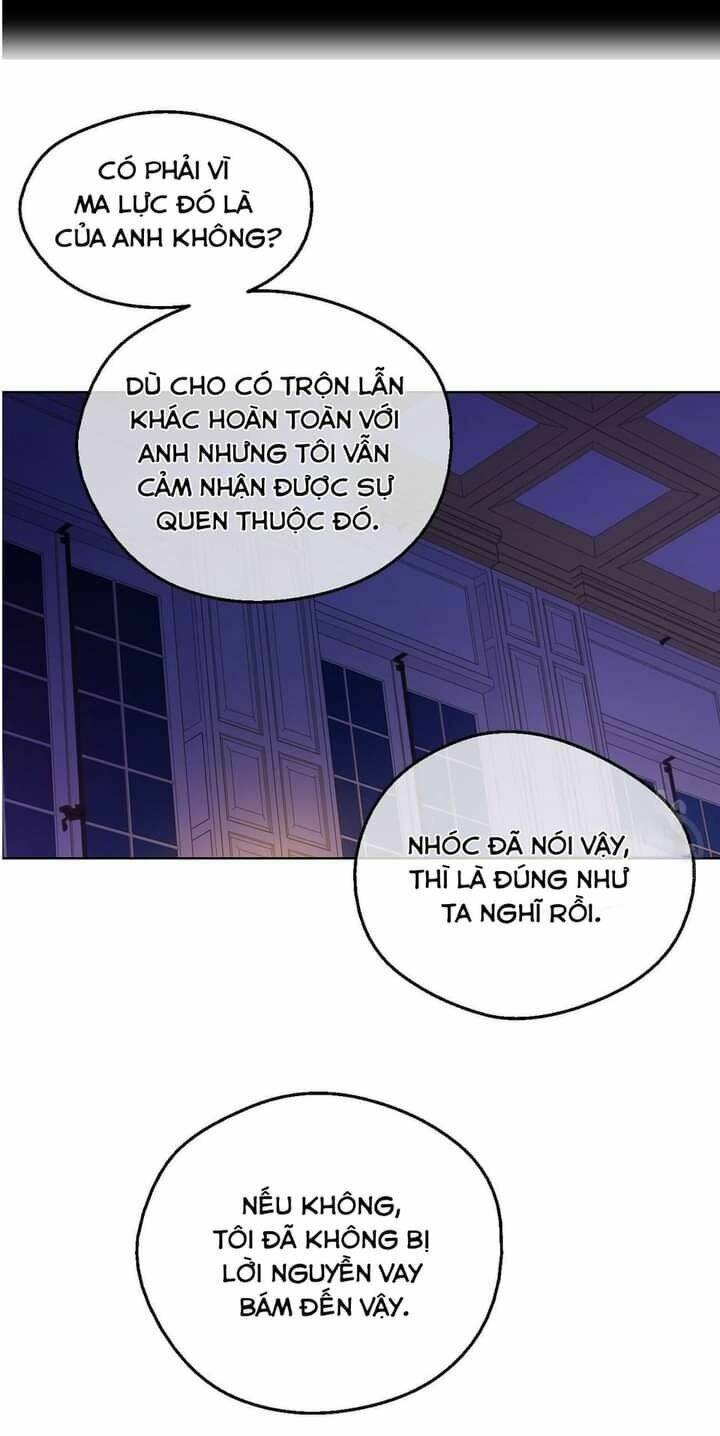 CÓ PHẢI VÌ
MA LỰC ĐÓ LÀ
CỦA ANH KHÔNG?
DÙ CHO CÓ TRỘN LẪN
KHÁC HOÀN TOÀN VỚI
ANH NHƯNG TÔI VẪN
CẢM NHẬN ĐƯỢC SỰ
QUEN THUỘC ĐÓ.
NHÓC ĐÃ NÓI VẬY,
THÌ LÀ ĐÚNG NHƯ
TA NGHĨ RỒI.
NẾU KHÔNG,
TÔI ĐÃ KHÔNG BỊ
LỜI NGUYỀN VAY
BÁM ĐẾN VẬY.